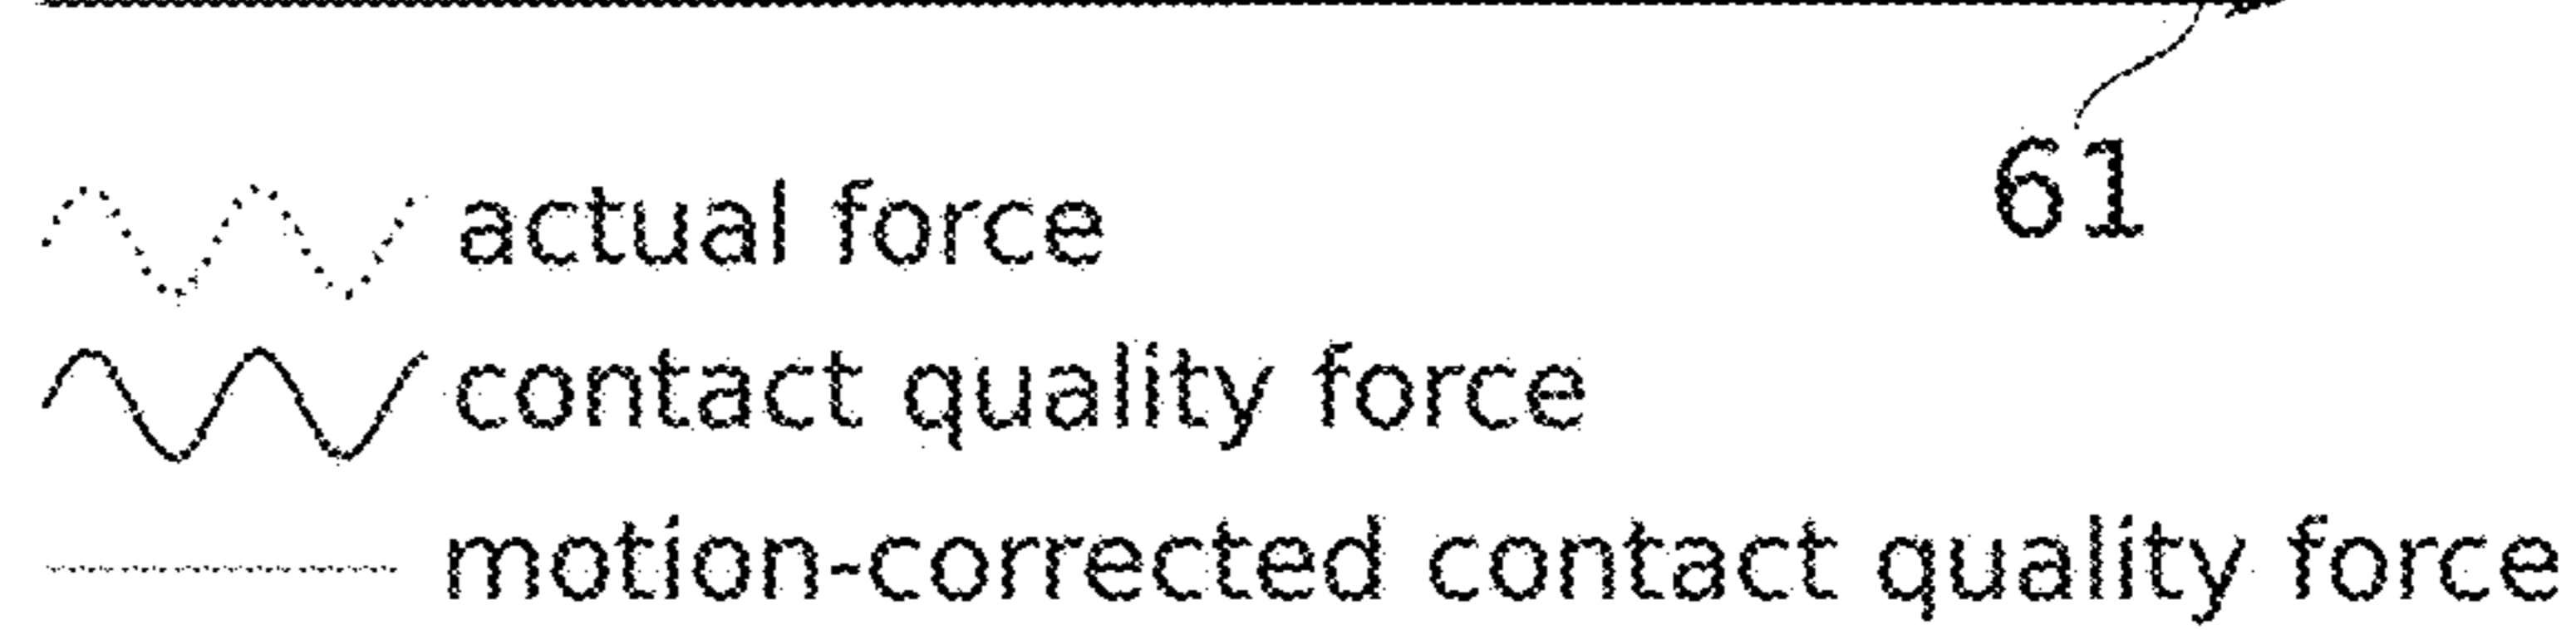 61
actual force
contact quality force
motion-corrected contact quality force